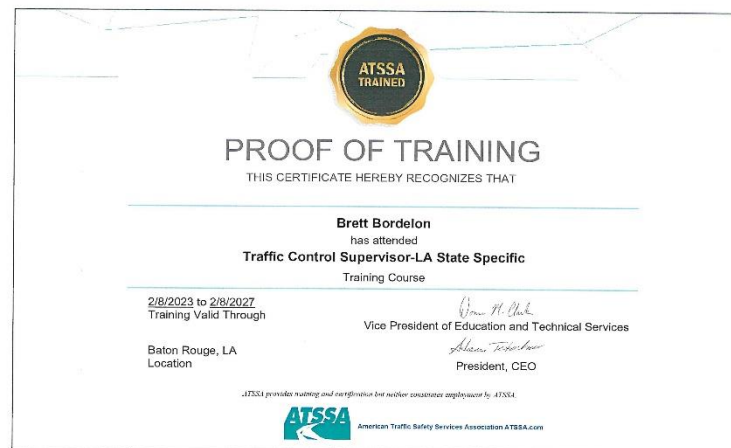 ATSSA
TRAINED
PROOF OF TRAINING
THIS CERTIFICATE HEREBY RECOGNIZES THAT
Brett Bordelon
has attended
Traffic Control Supervisor-LA State Specific
Training Course
2/8/2023 to 2/8/2027
Training Valid Through
Vice President of Education and Technical Services
Baton Rouge, LA
Location
President, CEO
ATSSA provides training and certification but neither constitutes employment by ATSSA.
ATSSA
American Traffic Safety Services Association ATSSA.com